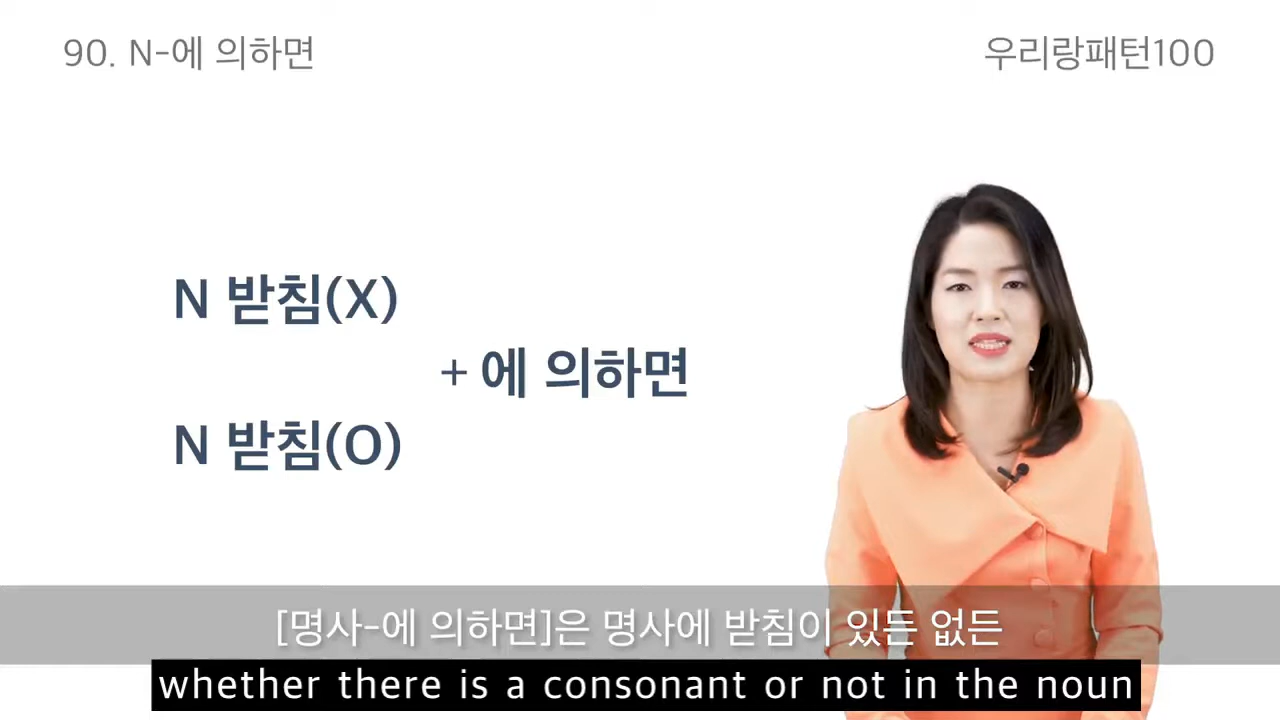 90. N-에 의하면
우리랑패턴100
N 받침(X)
+ 에 의하면
N 받침(O)
[명사-에 의하면]은 명사에 받침이 있든 없든
whether there is a consonant or not in the noun